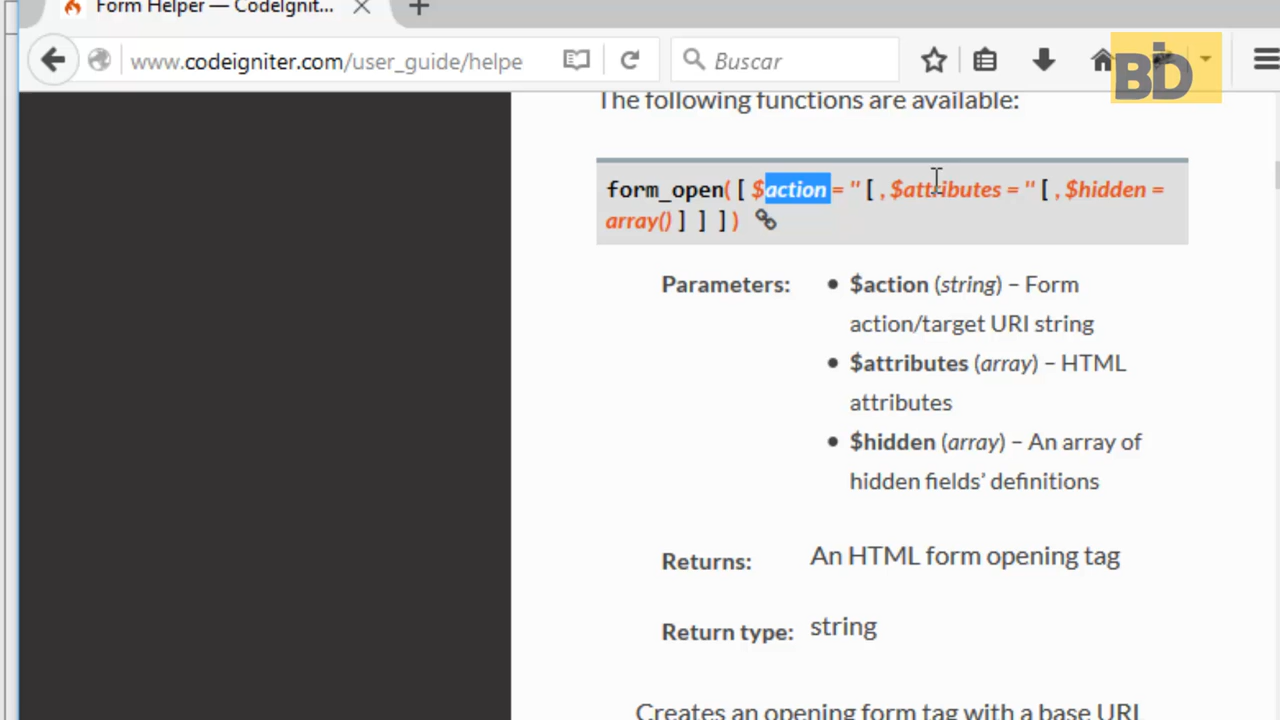 Form Helper — CodeIgnit...
www.codeigniter.com/user_guide/helpe
Buscar
BD
The following functions are available:
form_open( [ $action = '' [ , $attributes = '' [ , $hidden =
array() ] ] ] )
Parameters:
• $action (string) – Form
action/target URI string
• $attributes (array) – HTML
attributes
• $hidden (array) – An array of
hidden fields’ definitions
Returns:
An HTML form opening tag
Return type:
string
Creates an opening form tag with a base URL